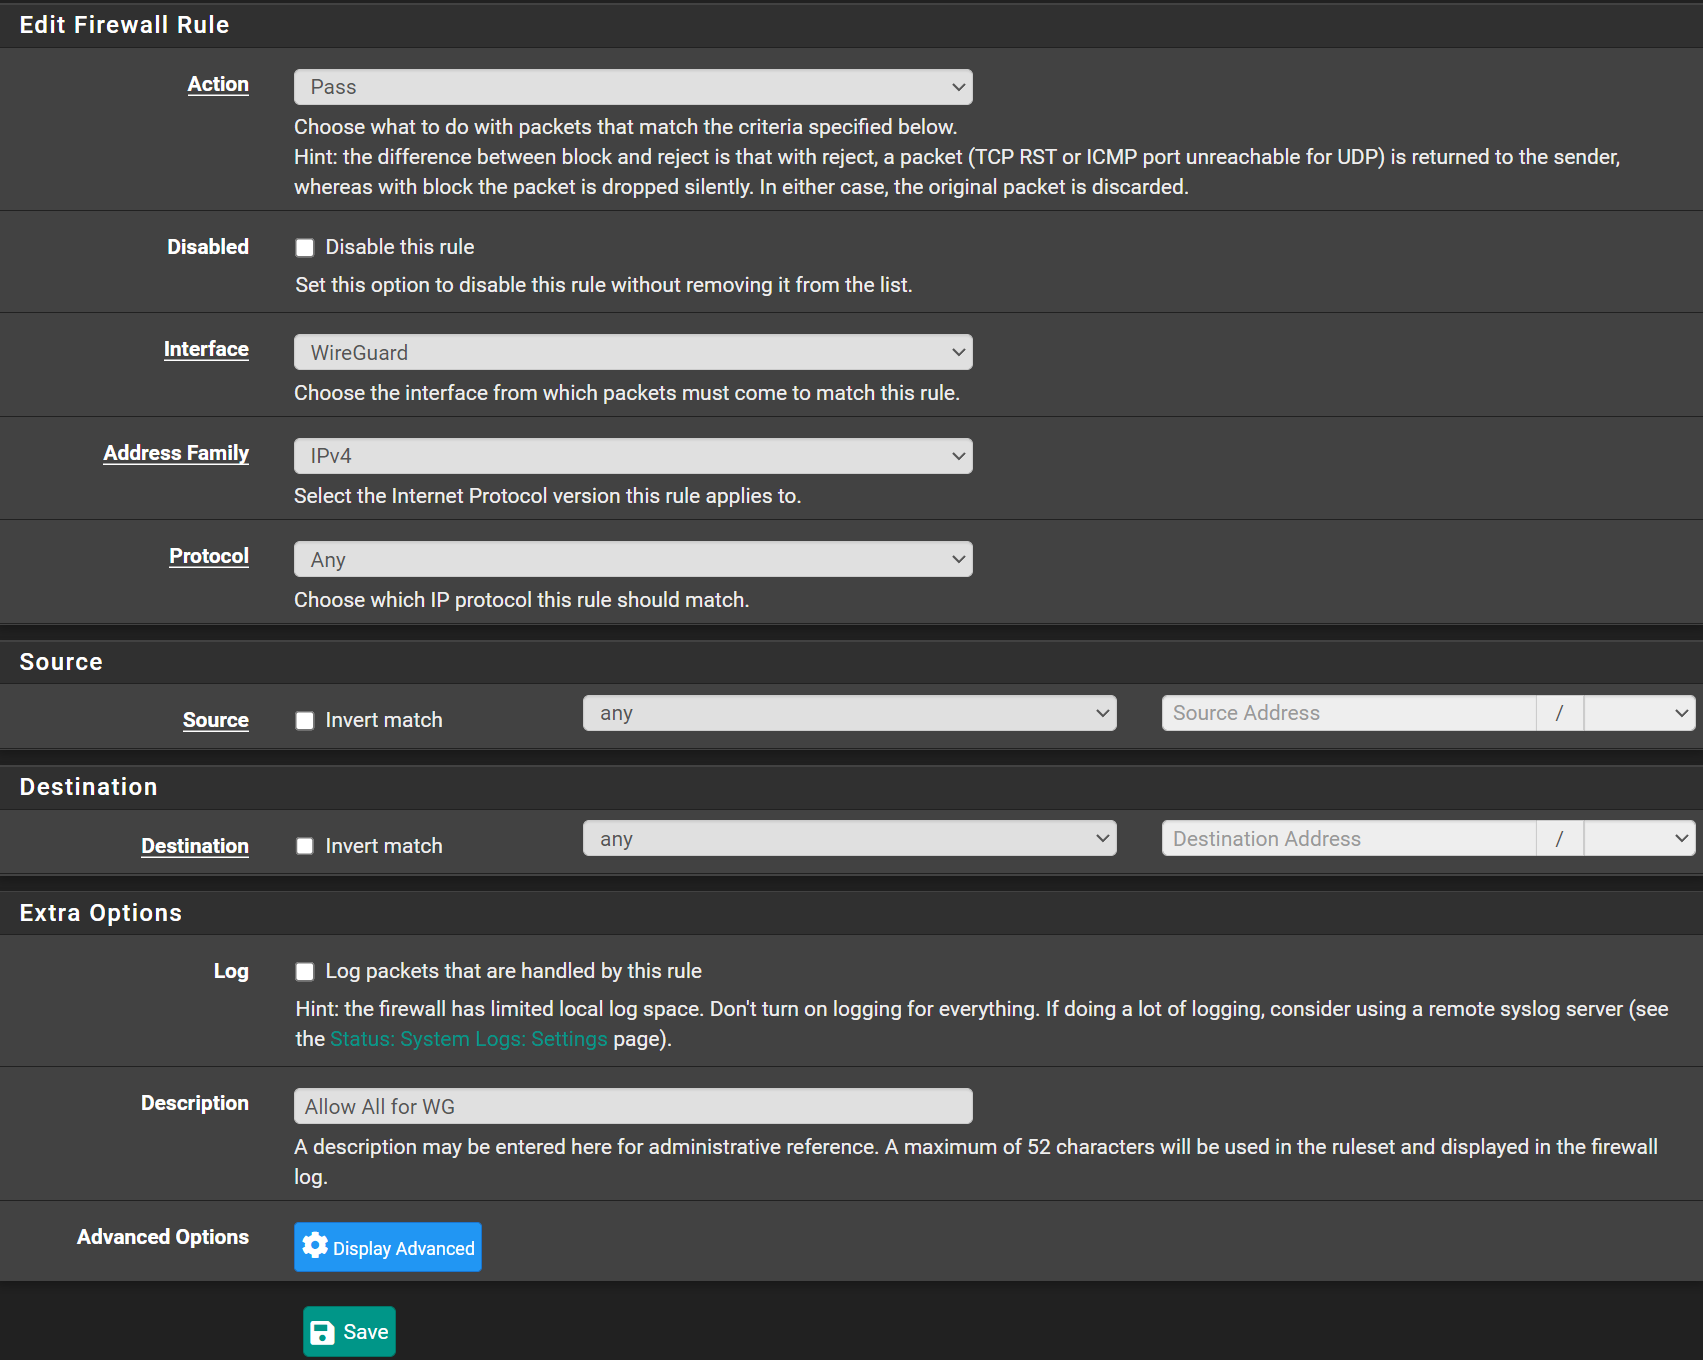 Edit Firewall Rule
Action
Pass
Choose what to do with packets that match the criteria specified below.
Hint: the difference between block and reject is that with reject, a packet (TCP RST or ICMP port unreachable for UDP) is returned to the sender,
whereas with block the packet is dropped silently. In either case, the original packet is discarded.
Disabled
Disable this rule
Set this option to disable this rule without removing it from the list.
Interface
WireGuard
Choose the interface from which packets must come to match this rule.
Address Family
IPv4
Select the Internet Protocol version this rule applies to.
Protocol
Any
Choose which IP protocol this rule should match.
Source
Source
Invert match
any
Source Address
/
Destination
Destination
Invert match
any
Destination Address
/
Extra Options
Log
Log packets that are handled by this rule
Hint: the firewall has limited local log space. Don't turn on logging for everything. If doing a lot of logging, consider using a remote syslog server (see
the Status: System Logs: Settings page).
Description
Allow All for WG
A description may be entered here for administrative reference. A maximum of 52 characters will be used in the ruleset and displayed in the firewall
log.
Advanced Options
Display Advanced
Save